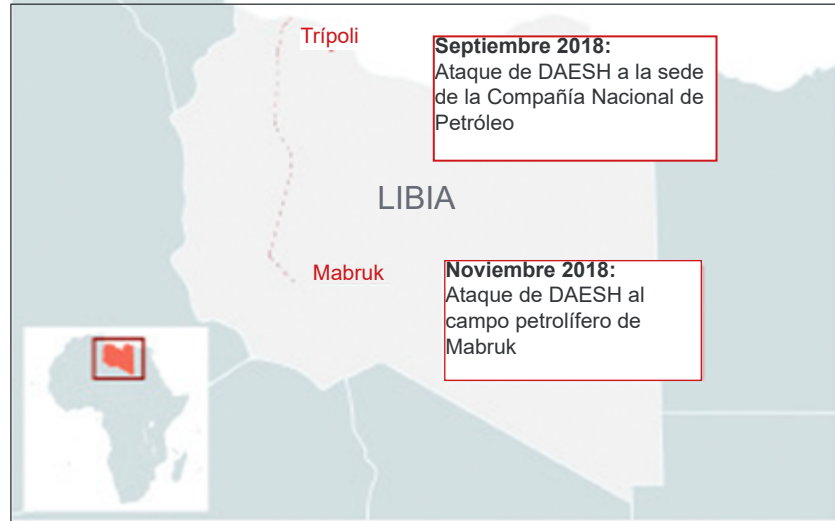 Trípoli
Septiembre 2018:
Ataque de DAESH a la sede
de la Compañía Nacional de
Petróleo
LIBIA
Mabruk
Noviembre 2018:
Ataque de DAESH al
campo petrolífero de
Mabruk